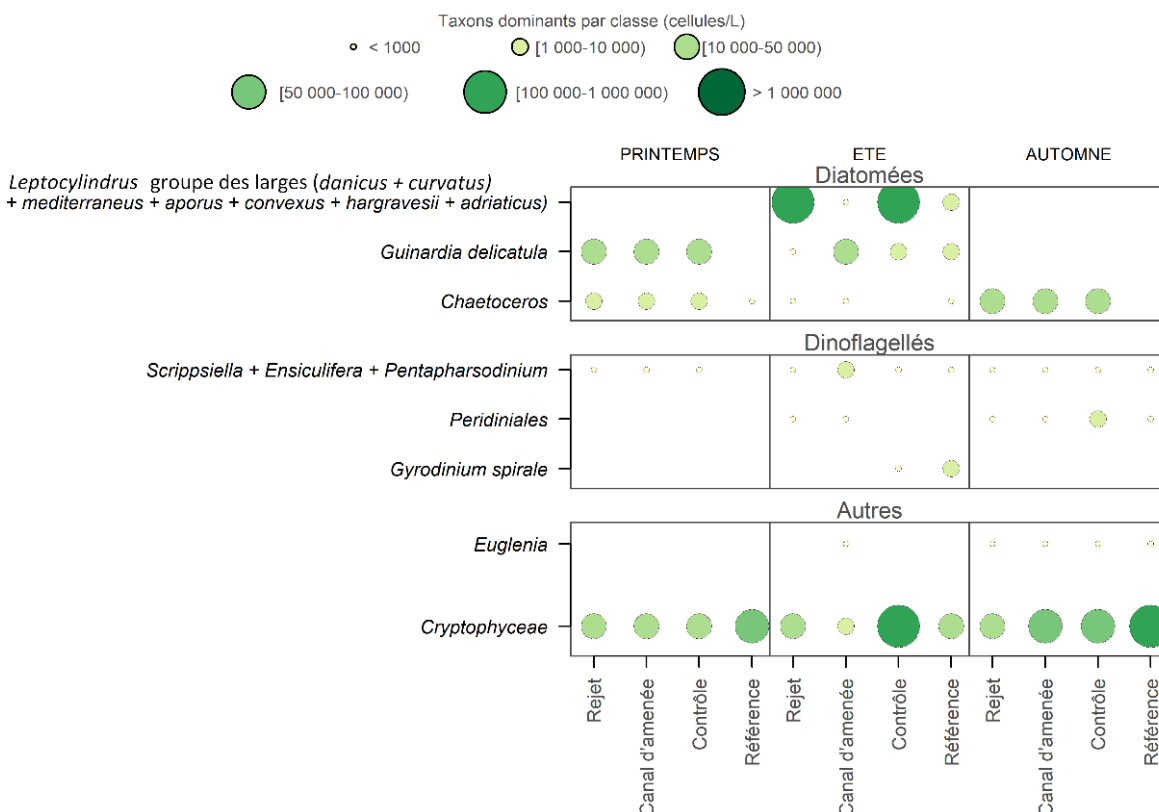 Taxons dominants par classe (cellules/L)
< 1000
[1 000-10 000)
[10 000-50 000)
[50 000-100 000)
[100 000-1 000 000)
> 1 000 000
PRINTEMPS
ETE
AUTOMNE
Diatomées
Leptocylindrus groupe des larges (danicus + curvatus)
+ mediterraneus + aporus + convexus + hargravesii + adriaticus)
Guinardia delicatula
Chaetoceros
Dinoflagellés
Scrippsiella + Ensiculifera + Pentapharsodinium
Peridiniales
Gyrodinium spirale
Autres
Euglenia
Cryptophyceae
Rejet
Canal d'amenée
Contrôle
Référence
Rejet
Canal d'amenée
Contrôle
Référence
Rejet
Canal d'amenée
Contrôle
Référence